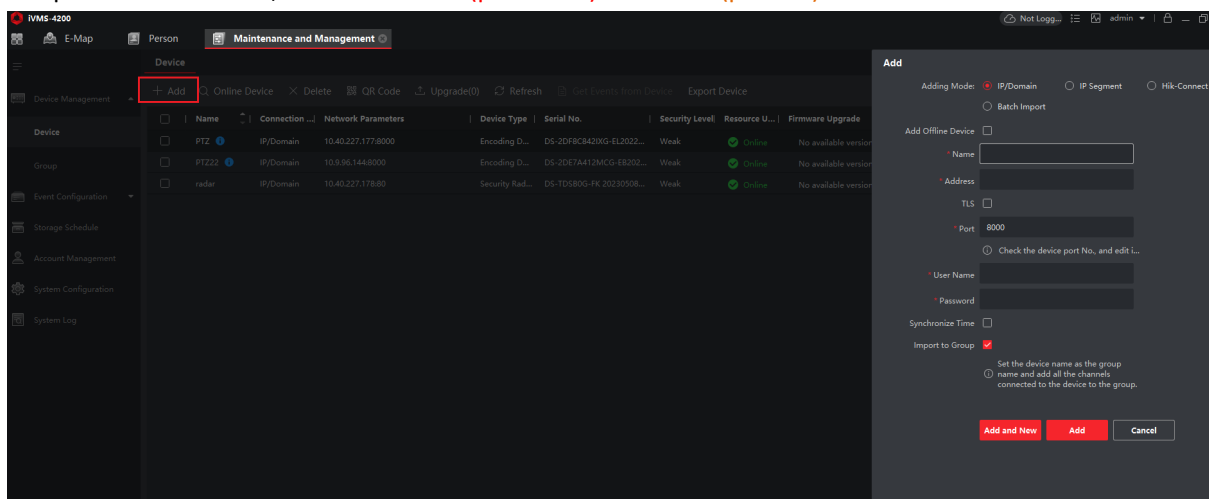 iVMS-4200
Not Logg...
admin
E-Map
Person
Maintenance and Management
Device
Add
+ Add
Online Device
Delete
QR Code
Upgrade(0)
Refresh
Get Events from Device
Export Device
Device Management
Device
Group
Event Configuration
Storage Schedule
Account Management
System Configuration
System Log
Name | Connection ...| Network Parameters | Device Type | Serial No. | Security Level| Resource U... | Firmware Upgrade
PTZ IP/Domain 10.40.227.177:8000 Encoding D... DS-2DF8C842IXG-EL2022... Weak Online No available version
PTZ22 IP/Domain 10.9.96.144:8000 Encoding D... DS-2DE7A412MCG-EB202... Weak Online No available version
radar IP/Domain 10.40.227.178:80 Security Rad... DS-TDSB0G-FK 20230508... Weak Online No available version
Adding Mode: IP/Domain IP Segment Hik-Connect
Batch Import
Add Offline Device
* Name
* Address
TLS
* Port 8000
Check the device port No., and edit i...
* User Name
* Password
Synchronize Time
Import to Group
Set the device name as the group
name and add all the channels
connected to the device to the group.
Add and New
Add
Cancel